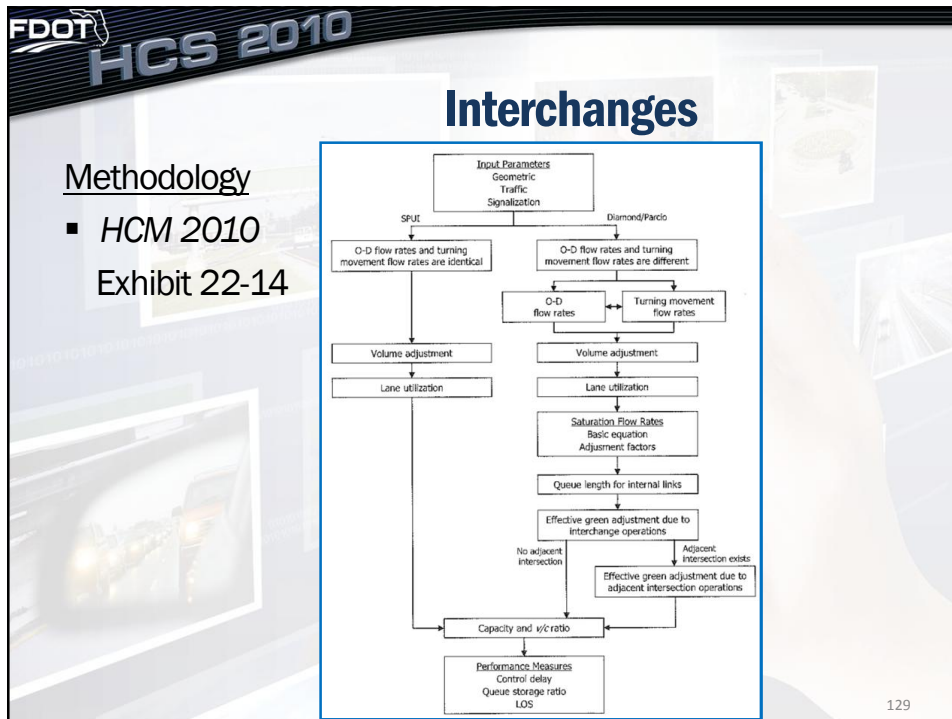 FDOT
HCS 2010
Interchanges
Methodology
▪ HCM 2010
Exhibit 22-14
Input Parameters
Geometric
Traffic
Signalization
SPUI
Diamond/Parclo
O-D flow rates and turning
movement flow rates are identical
O-D flow rates and turning
movement flow rates are different
O-D
flow rates
Turning movement
flow rates
Volume adjustment
Volume adjustment
Lane utilization
Lane utilization
Saturation Flow Rates
Basic equation
Adjusment factors
Queue length for internal links
Effective green adjustment due to
interchange operations
No adjacent
intersection
Adjacent
intersection exists
Effective green adjustment due to
adjacent intersection operations
Capacity and v/c ratio
Performance Measures
Control delay
Queue storage ratio
LOS
129